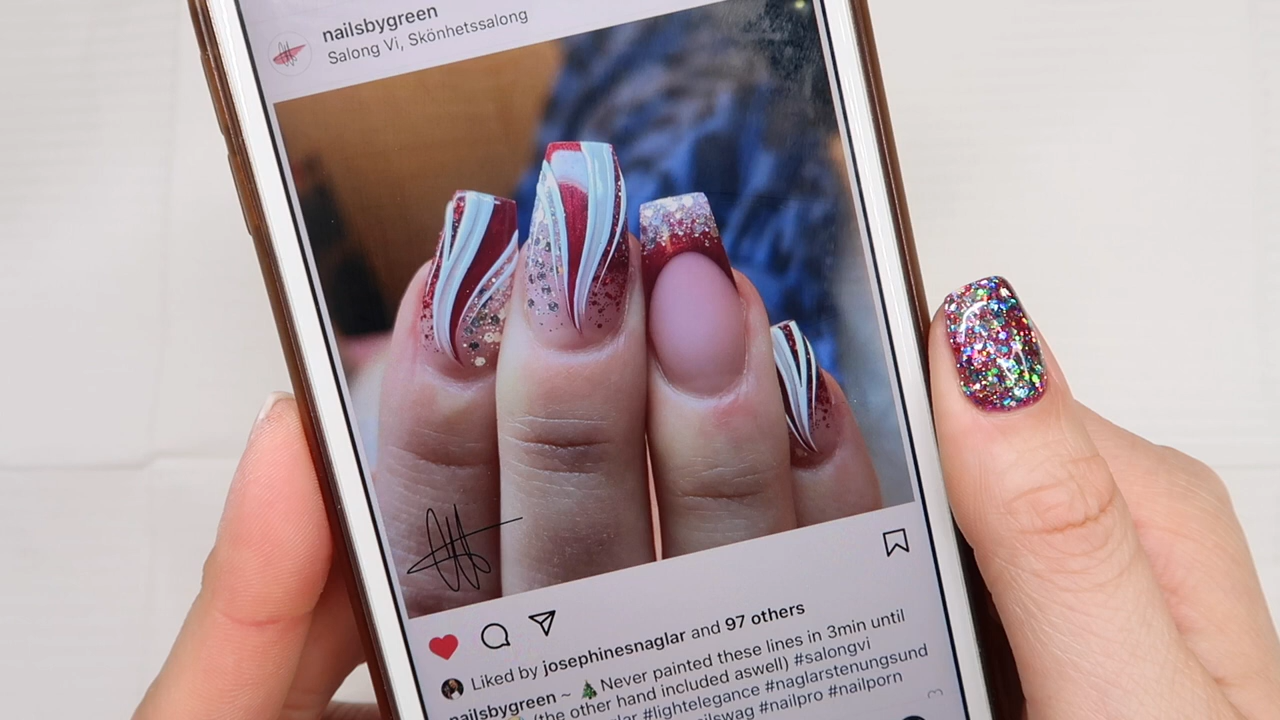 nailsbygreen
Salong Vi, Skönhetssalong
Liked by josephinesnaglar and 97 others
nailsbygreen ~ 🎄Never painted these lines in 3min until
(the other hand included aswell) #salongvi
#lightelegance #naglarstenungsund
#nailpro #nailporn